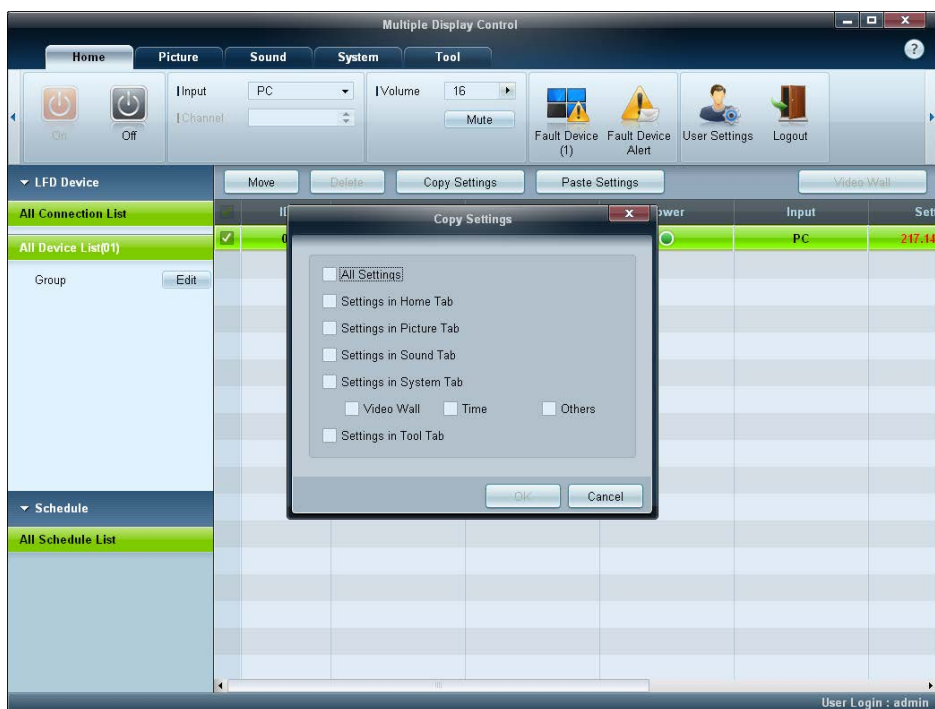 Multiple Display Control
Home Picture Sound System Tool
Input PC Volume 16
Channel Mute
On Off Fault Device (1) Fault Device Alert User Settings Logout
LFD Device Move Delete Copy Settings Paste Settings Video Wall
All Connection List Input
All Device List(01) PC
Group Edit
Copy Settings
All Settings
Settings in Home Tab
Settings in Picture Tab
Settings in Sound Tab
Settings in System Tab
Video Wall Time Others
Settings in Tool Tab
OK Cancel
Schedule
All Schedule List
User Login : admin